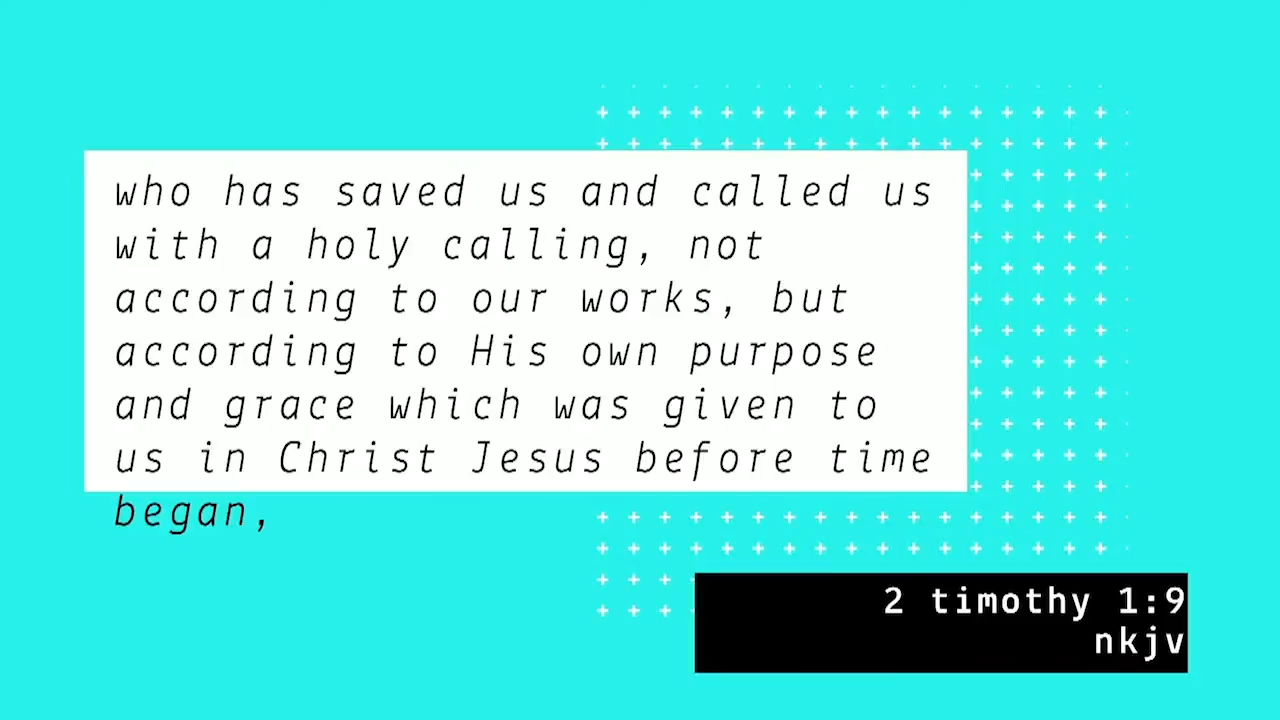 who has saved us and called us
with a holy calling, not
according to our works, but
according to His own purpose
and grace which was given to
us in Christ Jesus before time
began,
2 timothy 1:9
nkjv